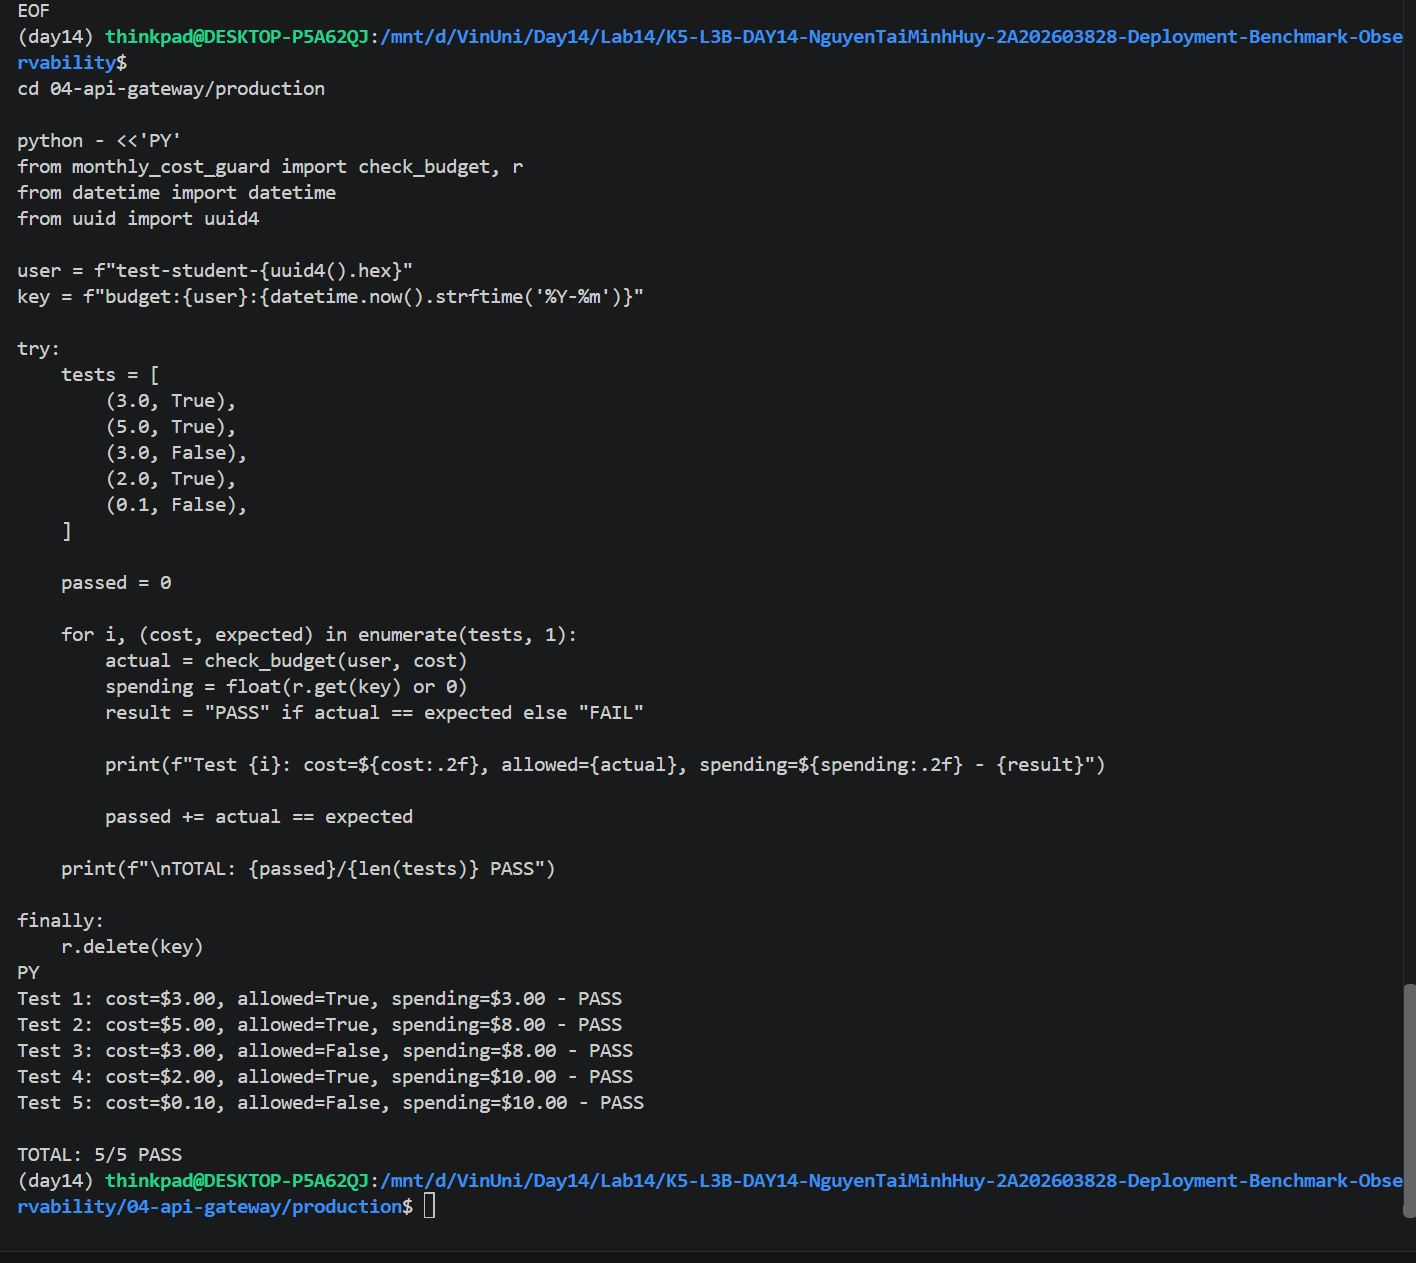 EOF
(day14) thinkpad@DESKTOP-P5A62QJ:/mnt/d/VinUni/Day14/Lab14/K5-L3B-DAY14-NguyenTaiMinhHuy-2A202603828-Deployment-Benchmark-Obse
rvability$
cd 04-api-gateway/production

python - <<'PY'
from monthly_cost_guard import check_budget, r
from datetime import datetime
from uuid import uuid4

user = f"test-student-{uuid4().hex}"
key = f"budget:{user}:{datetime.now().strftime('%Y-%m')}"

try:
    tests = [
        (3.0, True),
        (5.0, True),
        (3.0, False),
        (2.0, True),
        (0.1, False),
    ]

    passed = 0

    for i, (cost, expected) in enumerate(tests, 1):
        actual = check_budget(user, cost)
        spending = float(r.get(key) or 0)
        result = "PASS" if actual == expected else "FAIL"

        print(f"Test {i}: cost=${cost:.2f}, allowed={actual}, spending=${spending:.2f} - {result}")

        passed += actual == expected

    print(f"\nTOTAL: {passed}/{len(tests)} PASS")

finally:
    r.delete(key)
PY
Test 1: cost=$3.00, allowed=True, spending=$3.00 - PASS
Test 2: cost=$5.00, allowed=True, spending=$8.00 - PASS
Test 3: cost=$3.00, allowed=False, spending=$8.00 - PASS
Test 4: cost=$2.00, allowed=True, spending=$10.00 - PASS
Test 5: cost=$0.10, allowed=False, spending=$10.00 - PASS

TOTAL: 5/5 PASS
(day14) thinkpad@DESKTOP-P5A62QJ:/mnt/d/VinUni/Day14/Lab14/K5-L3B-DAY14-NguyenTaiMinhHuy-2A202603828-Deployment-Benchmark-Obse
rvability/04-api-gateway/production$